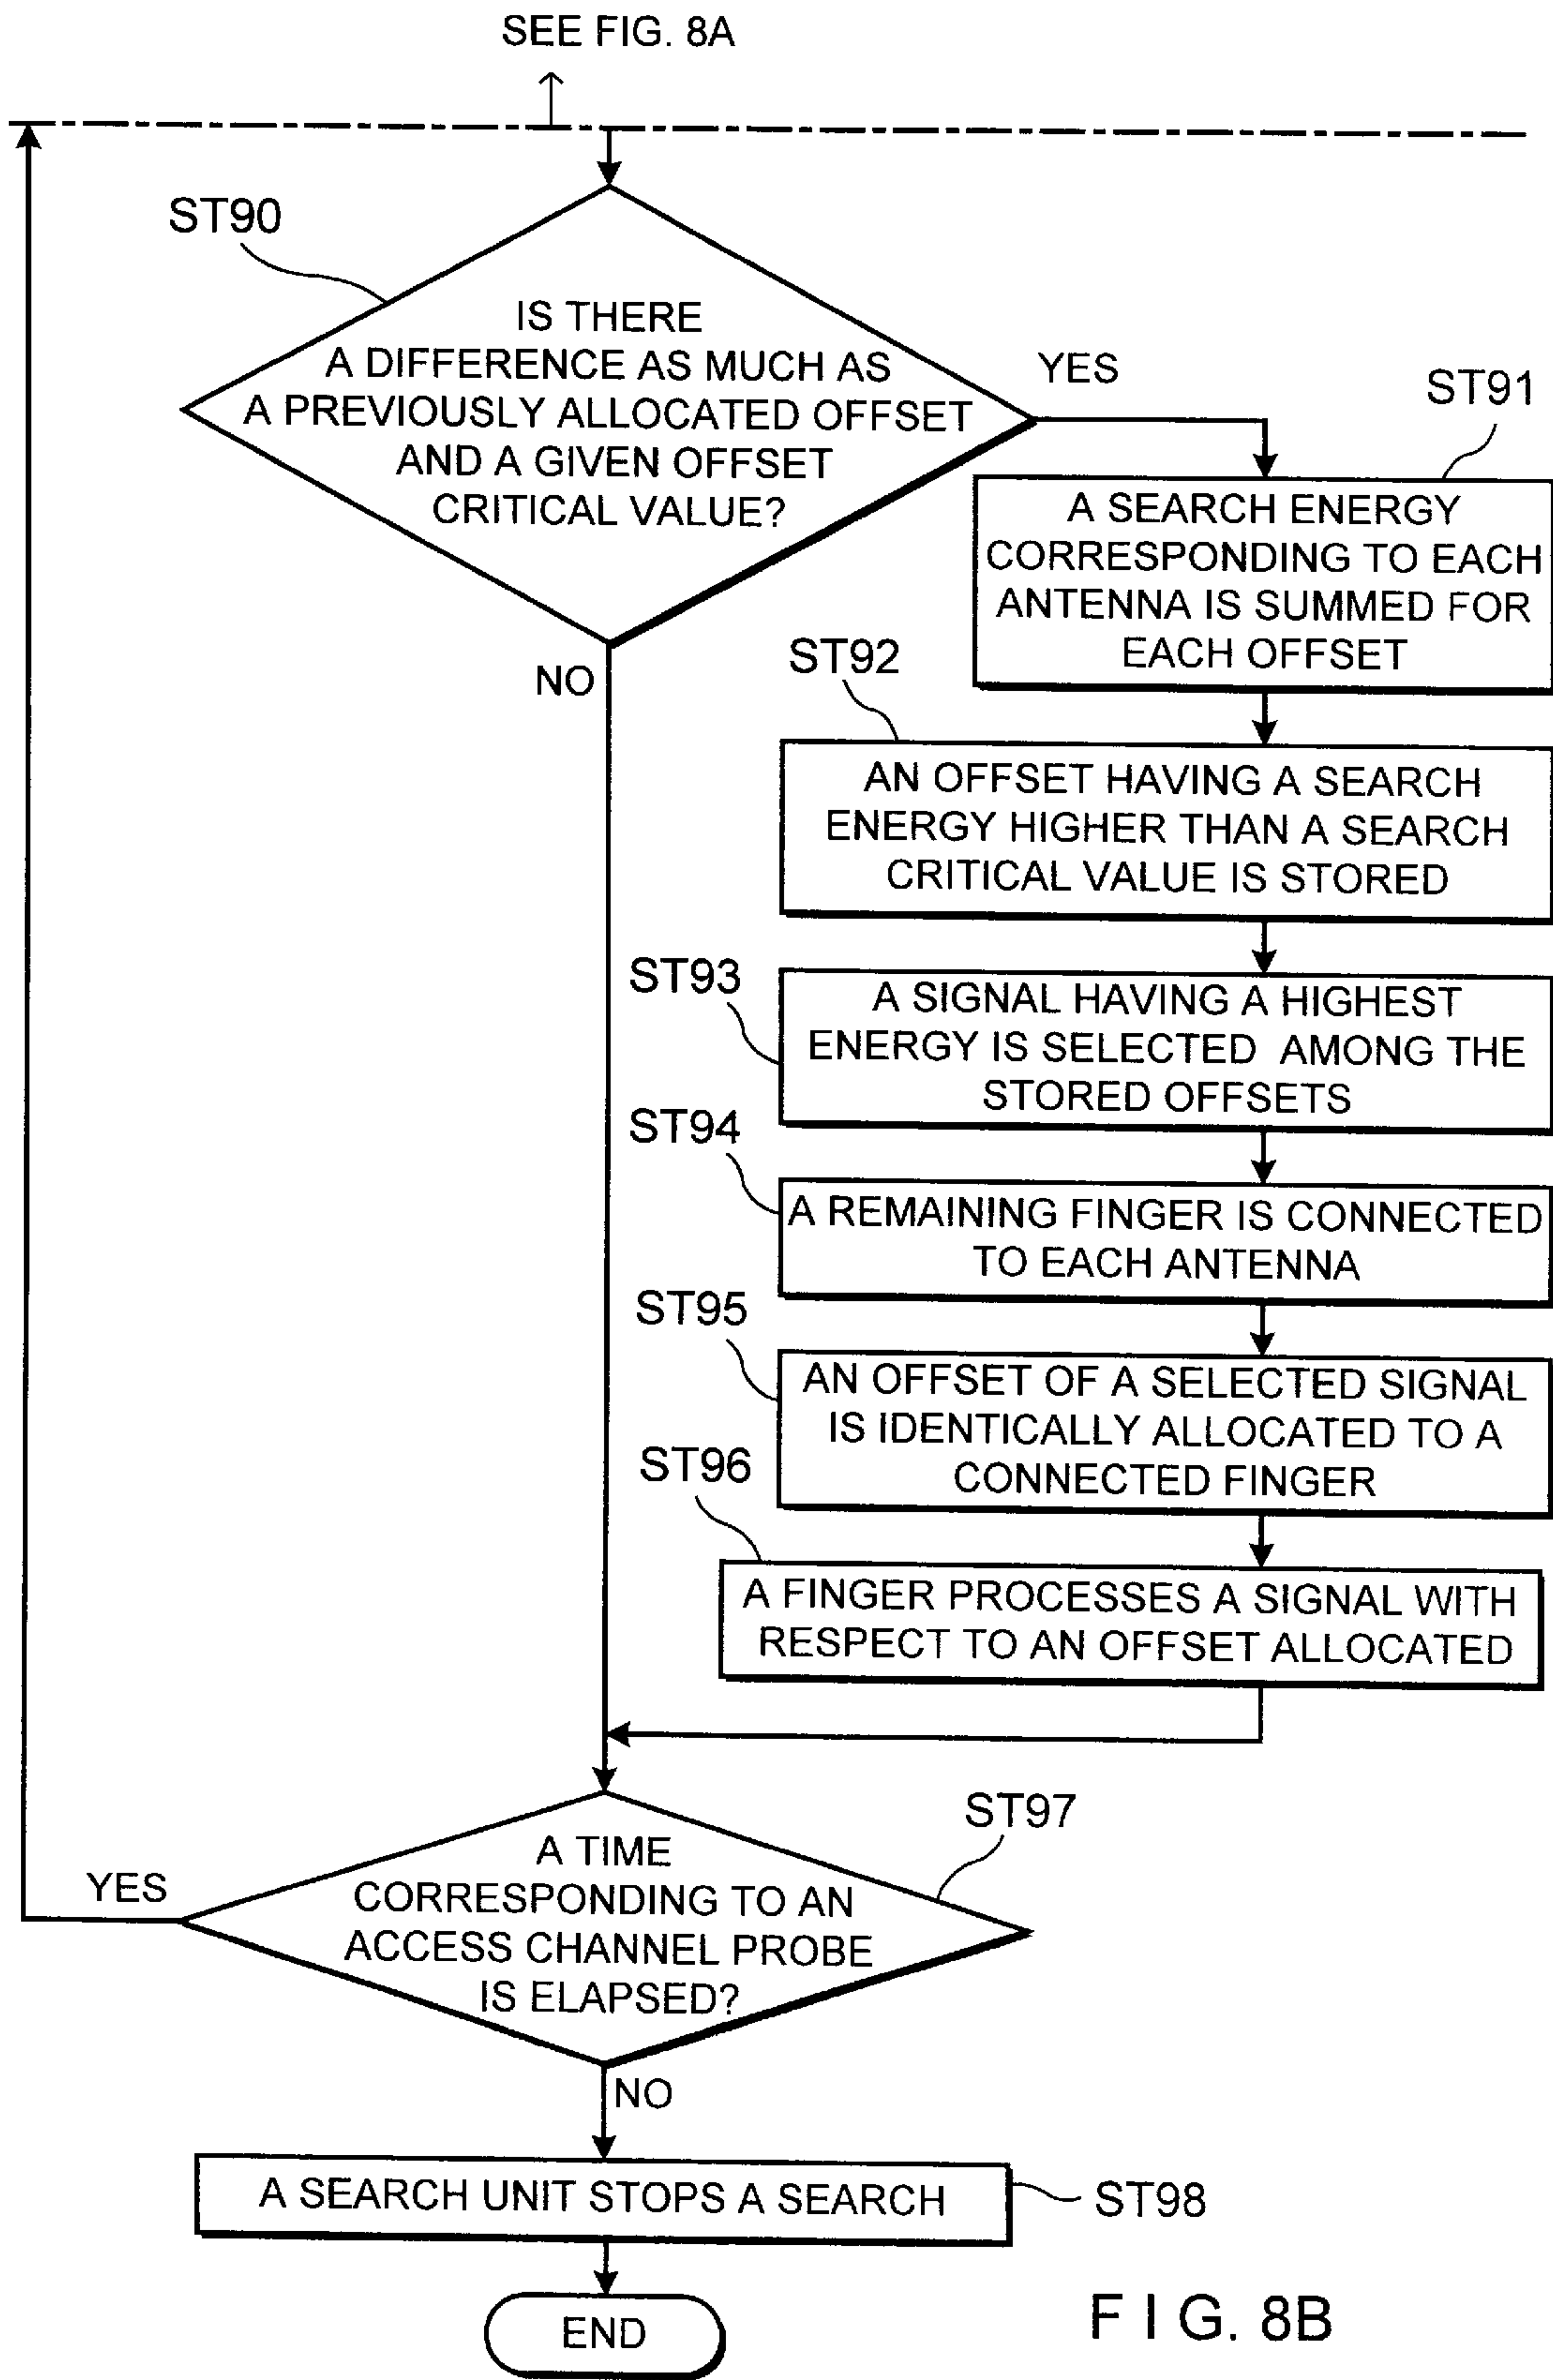 SEE FIG. 8A
ST90
IS THERE
A DIFFERENCE AS MUCH AS
A PREVIOUSLY ALLOCATED OFFSET
AND A GIVEN OFFSET
CRITICAL VALUE?
YES
NO
ST91
A SEARCH ENERGY
CORRESPONDING TO EACH
ANTENNA IS SUMMED FOR
EACH OFFSET
ST92
AN OFFSET HAVING A SEARCH
ENERGY HIGHER THAN A SEARCH
CRITICAL VALUE IS STORED
ST93
A SIGNAL HAVING A HIGHEST
ENERGY IS SELECTED AMONG THE
STORED OFFSETS
ST94
A REMAINING FINGER IS CONNECTED
TO EACH ANTENNA
ST95
AN OFFSET OF A SELECTED SIGNAL
IS IDENTICALLY ALLOCATED TO A
CONNECTED FINGER
ST96
A FINGER PROCESSES A SIGNAL WITH
RESPECT TO AN OFFSET ALLOCATED
ST97
A TIME
CORRESPONDING TO AN
ACCESS CHANNEL PROBE
IS ELAPSED?
YES
NO
A SEARCH UNIT STOPS A SEARCH
ST98
END
FIG. 8B